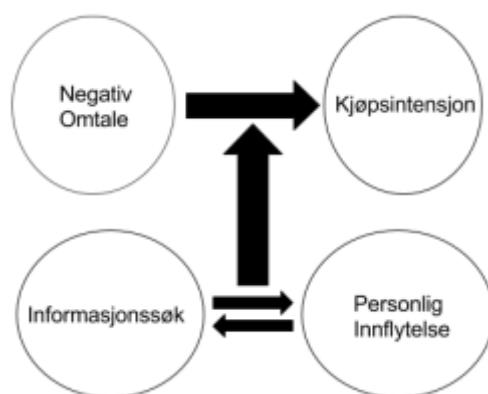 Negativ
Omtale
Kjøpsintensjon
Informasjonssøk
Personlig
Innflytelse